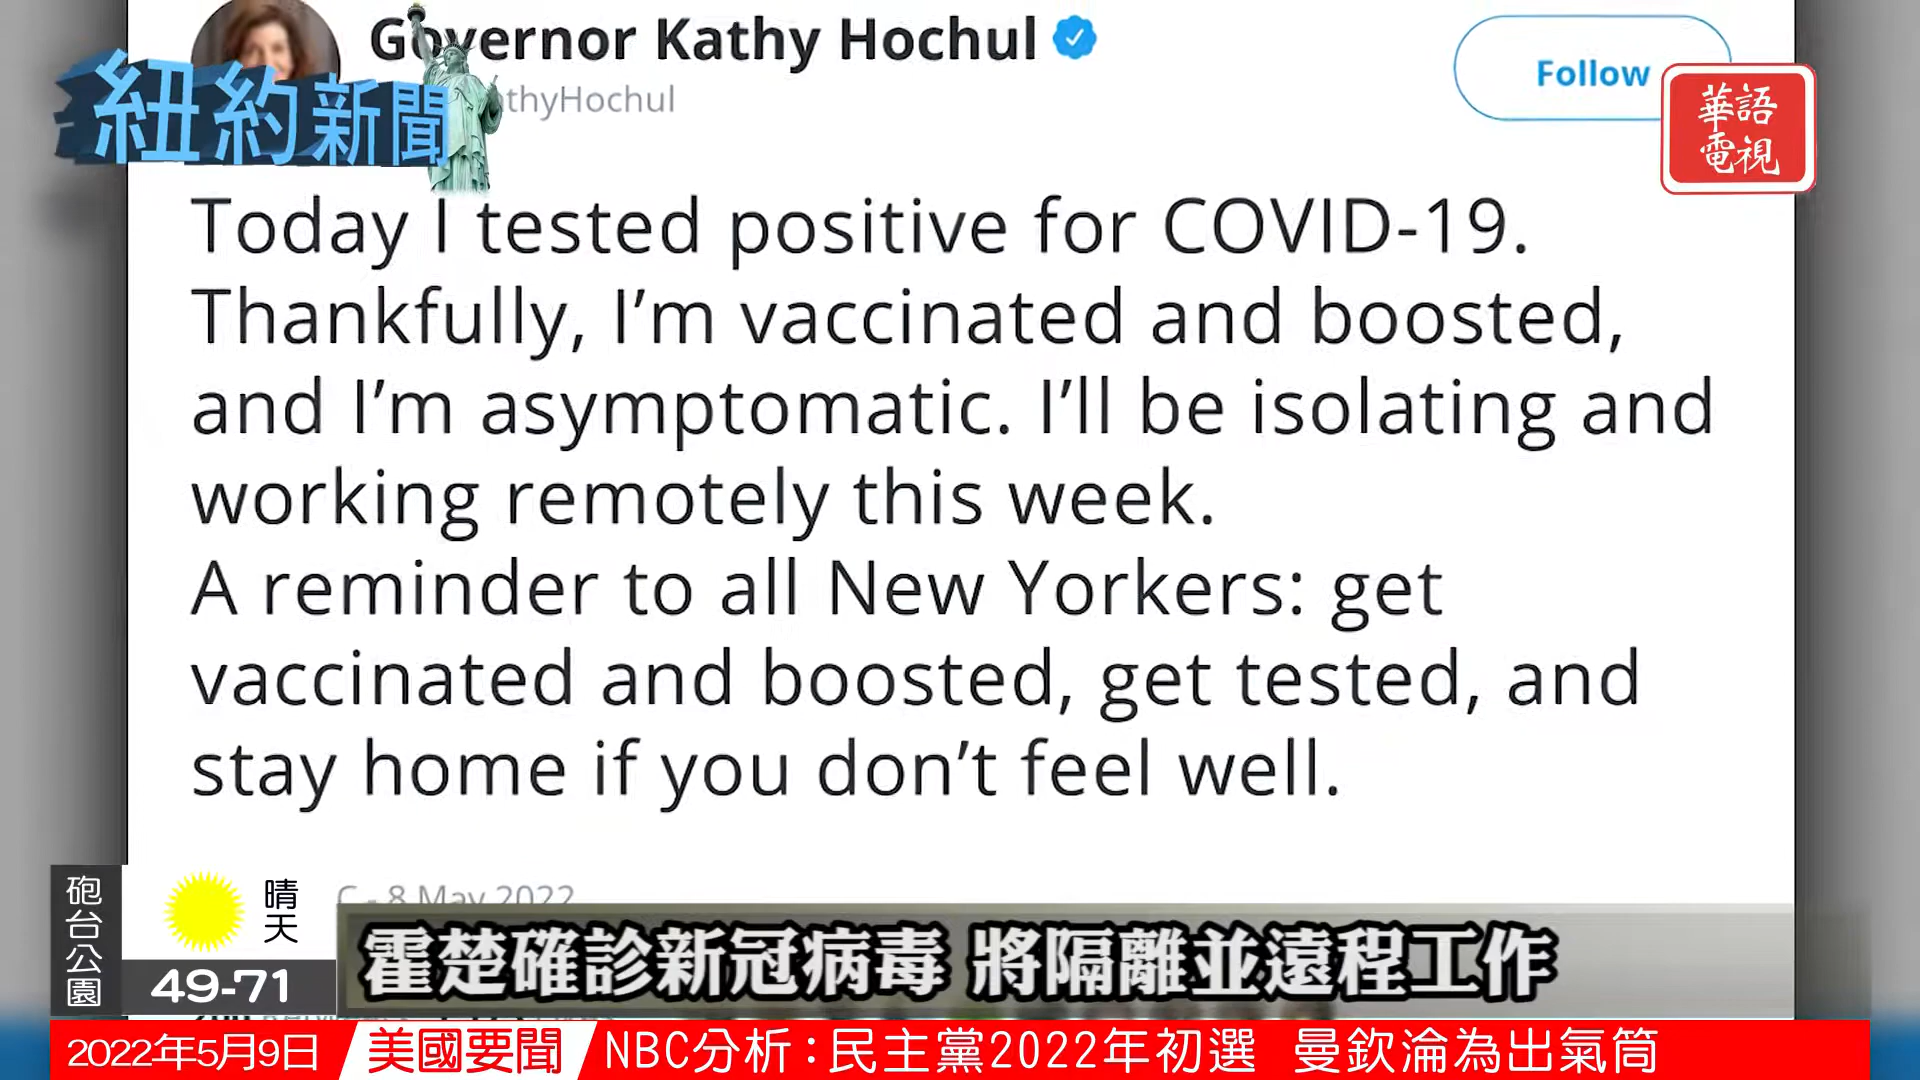 Governor Kathy Hochul
thyHochul
Follow
紐約新聞
華語
電視
Today I tested positive for COVID-19.
Thankfully, I’m vaccinated and boosted,
and I’m asymptomatic. I’ll be isolating and
working remotely this week.
A reminder to all New Yorkers: get
vaccinated and boosted, get tested, and
stay home if you don’t feel well.
C - 8 May 2022
砲台公園
晴天
49-71
霍楚確診新冠病毒 將隔離並遠程工作
2022年5月9日
美國要聞
NBC分析:民主黨2022年初選 曼欽淪為出氣筒